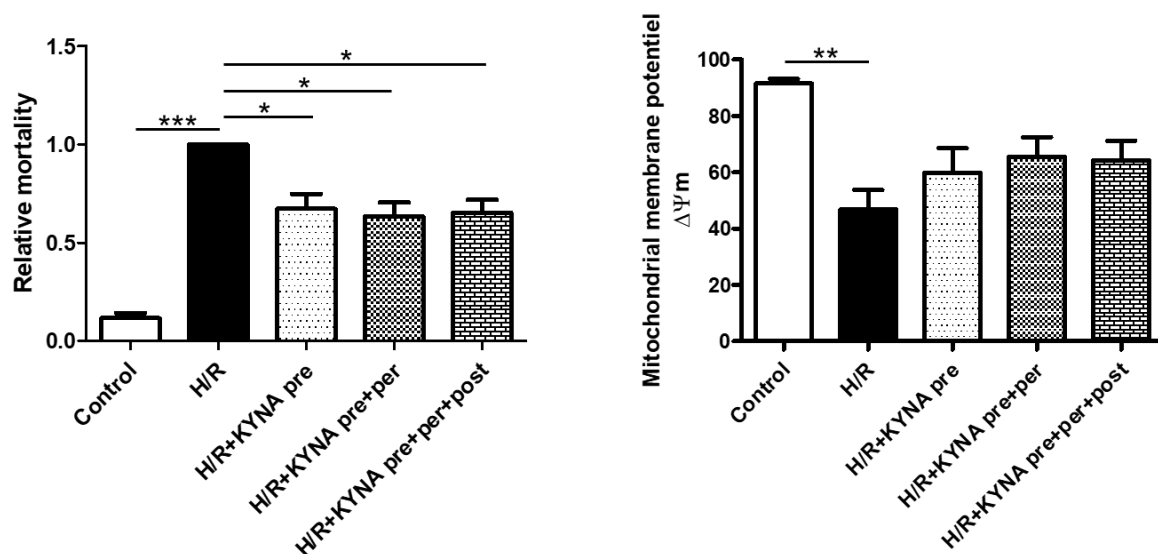 Relative mortality
1.5
1.0
0.5
0.0
***
*
*
*
Control
H/R
H/R+KYNA pre
H/R+KYNA pre+per
H/R+KYNA pre+per+post
Mitochondrial membrane potentiel
ΔΨm
100
80
60
40
20
0
**
Control
H/R
H/R+KYNA pre
H/R+KYNA pre+per
H/R+KYNA pre+per+post